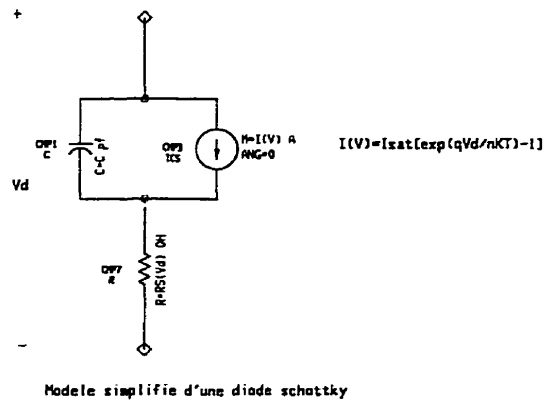 +
CMP1
C
C=C pf
CMP3
ICS
M=I(V) A
ANG=0
I(V)=Isat[exp(qVd/nKT)-1]
Vd
CMP7
R
R=RS(Vd) OH
-
Modele simplifie d'une diode schottky